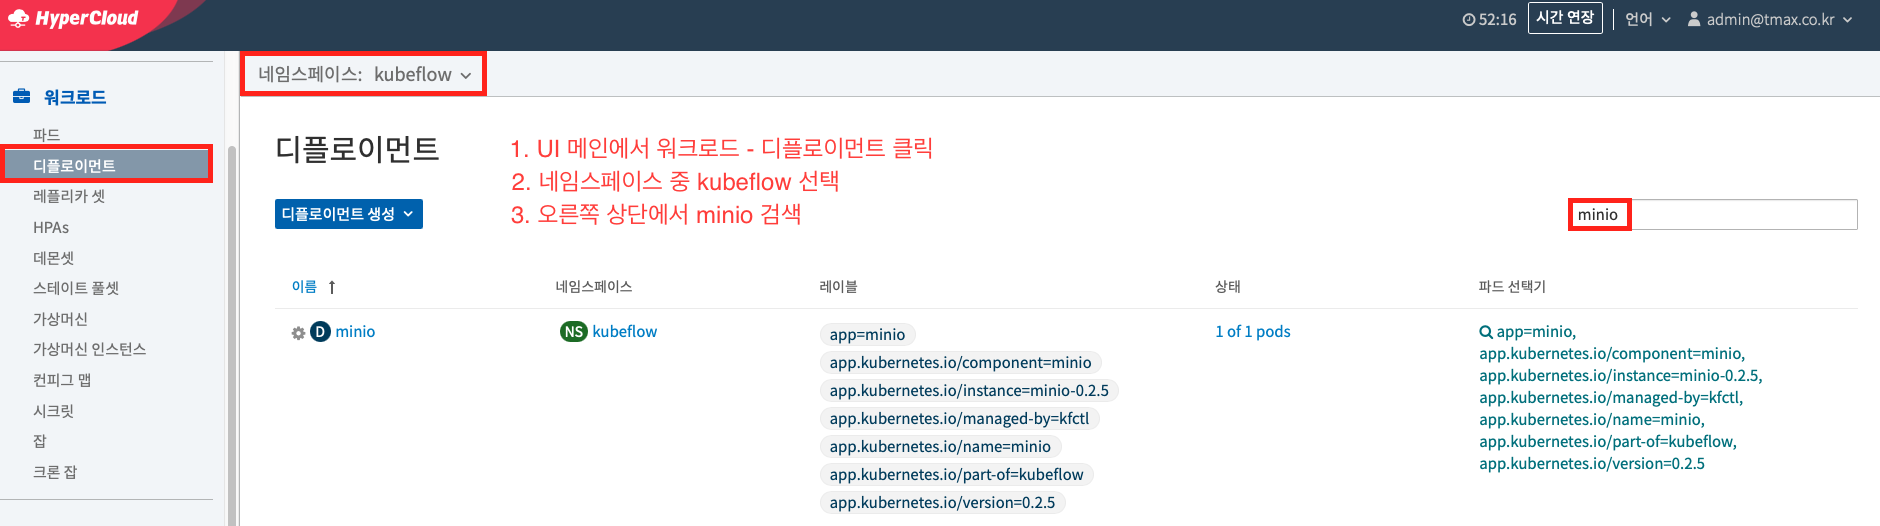 HyperCloud
52:16 시간 연장 언어 admin@tmax.co.kr
네임스페이스: kubeflow
워크로드
파드
디플로이먼트
레플리카 셋
HPAs
데몬셋
스테이트 풀셋
가상머신
가상머신 인스턴스
컨피그 맵
시크릿
잡
크론 잡
디플로이먼트
1. UI 메인에서 워크로드 - 디플로이먼트 클릭
2. 네임스페이스 중 kubeflow 선택
3. 오른쪽 상단에서 minio 검색
디플로이먼트 생성
minio
이름 ↑ 네임스페이스 레이블 상태 파드 선택기
D minio
NS kubeflow
app=minio
app.kubernetes.io/component=minio
app.kubernetes.io/instance=minio-0.2.5
app.kubernetes.io/managed-by=kfctl
app.kubernetes.io/name=minio
app.kubernetes.io/part-of=kubeflow
app.kubernetes.io/version=0.2.5
1 of 1 pods
app=minio,
app.kubernetes.io/component=minio,
app.kubernetes.io/instance=minio-0.2.5,
app.kubernetes.io/managed-by=kfctl,
app.kubernetes.io/name=minio,
app.kubernetes.io/part-of=kubeflow,
app.kubernetes.io/version=0.2.5